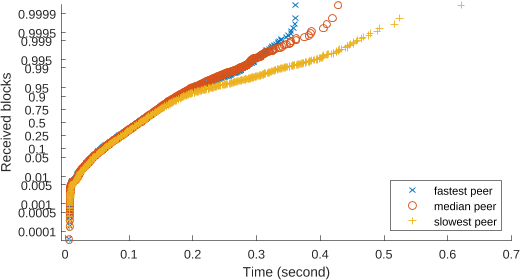 0.9999
0.9995
0.999
0.995
0.99
0.95
0.9
0.75
0.5
0.25
0.1
0.05
0.01
0.005
0.001
0.0005
0.0001
Received blocks
fastest peer
median peer
slowest peer
0 0.1 0.2 0.3 0.4 0.5 0.6 0.7
Time (second)